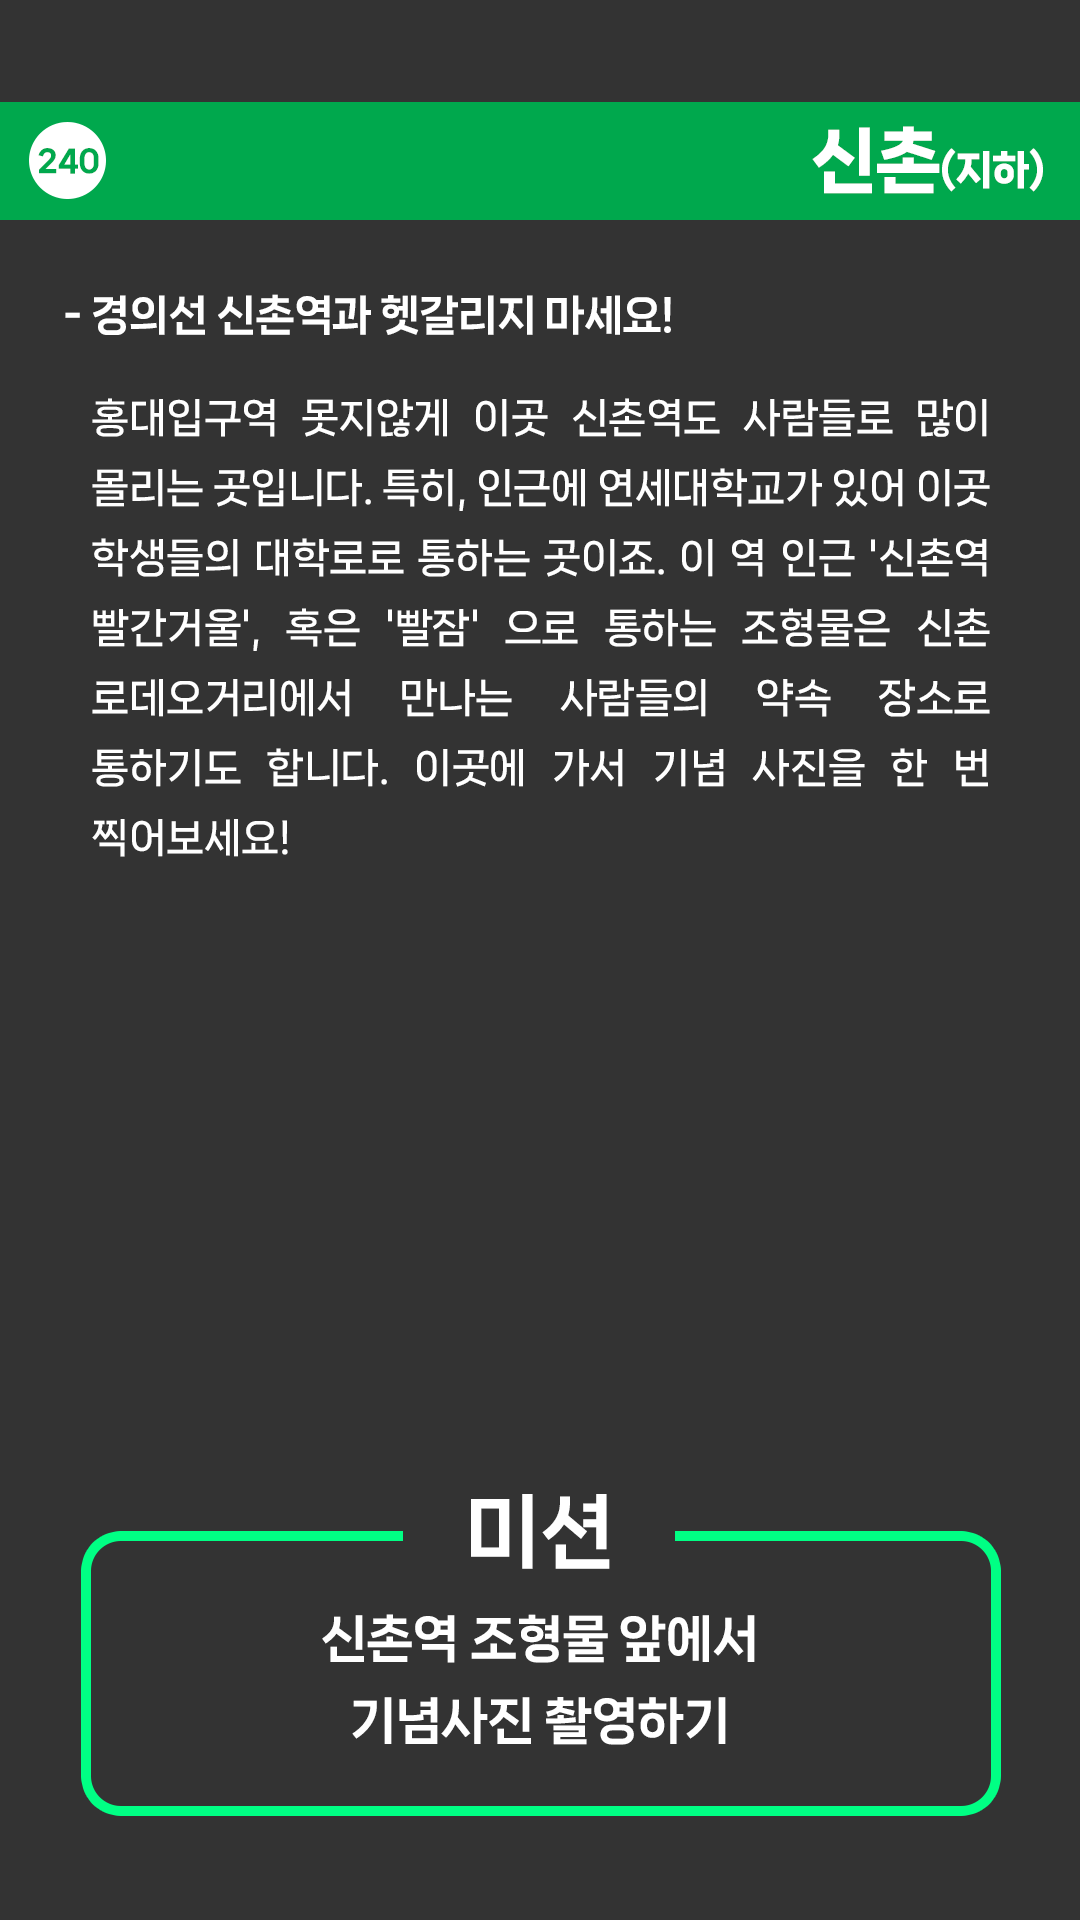 240
신촌(지하)
- 경의선 신촌역과 헷갈리지 마세요!
홍대입구역 못지않게 이곳 신촌역도 사람들로 많이
몰리는 곳입니다. 특히, 인근에 연세대학교가 있어 이곳
학생들의 대학로로 통하는 곳이죠. 이 역 인근 '신촌역
빨간거울', 혹은 '빨잠' 으로 통하는 조형물은 신촌
로데오거리에서 만나는 사람들의 약속 장소로
통하기도 합니다. 이곳에 가서 기념 사진을 한 번
찍어보세요!
미션
신촌역 조형물 앞에서
기념사진 촬영하기